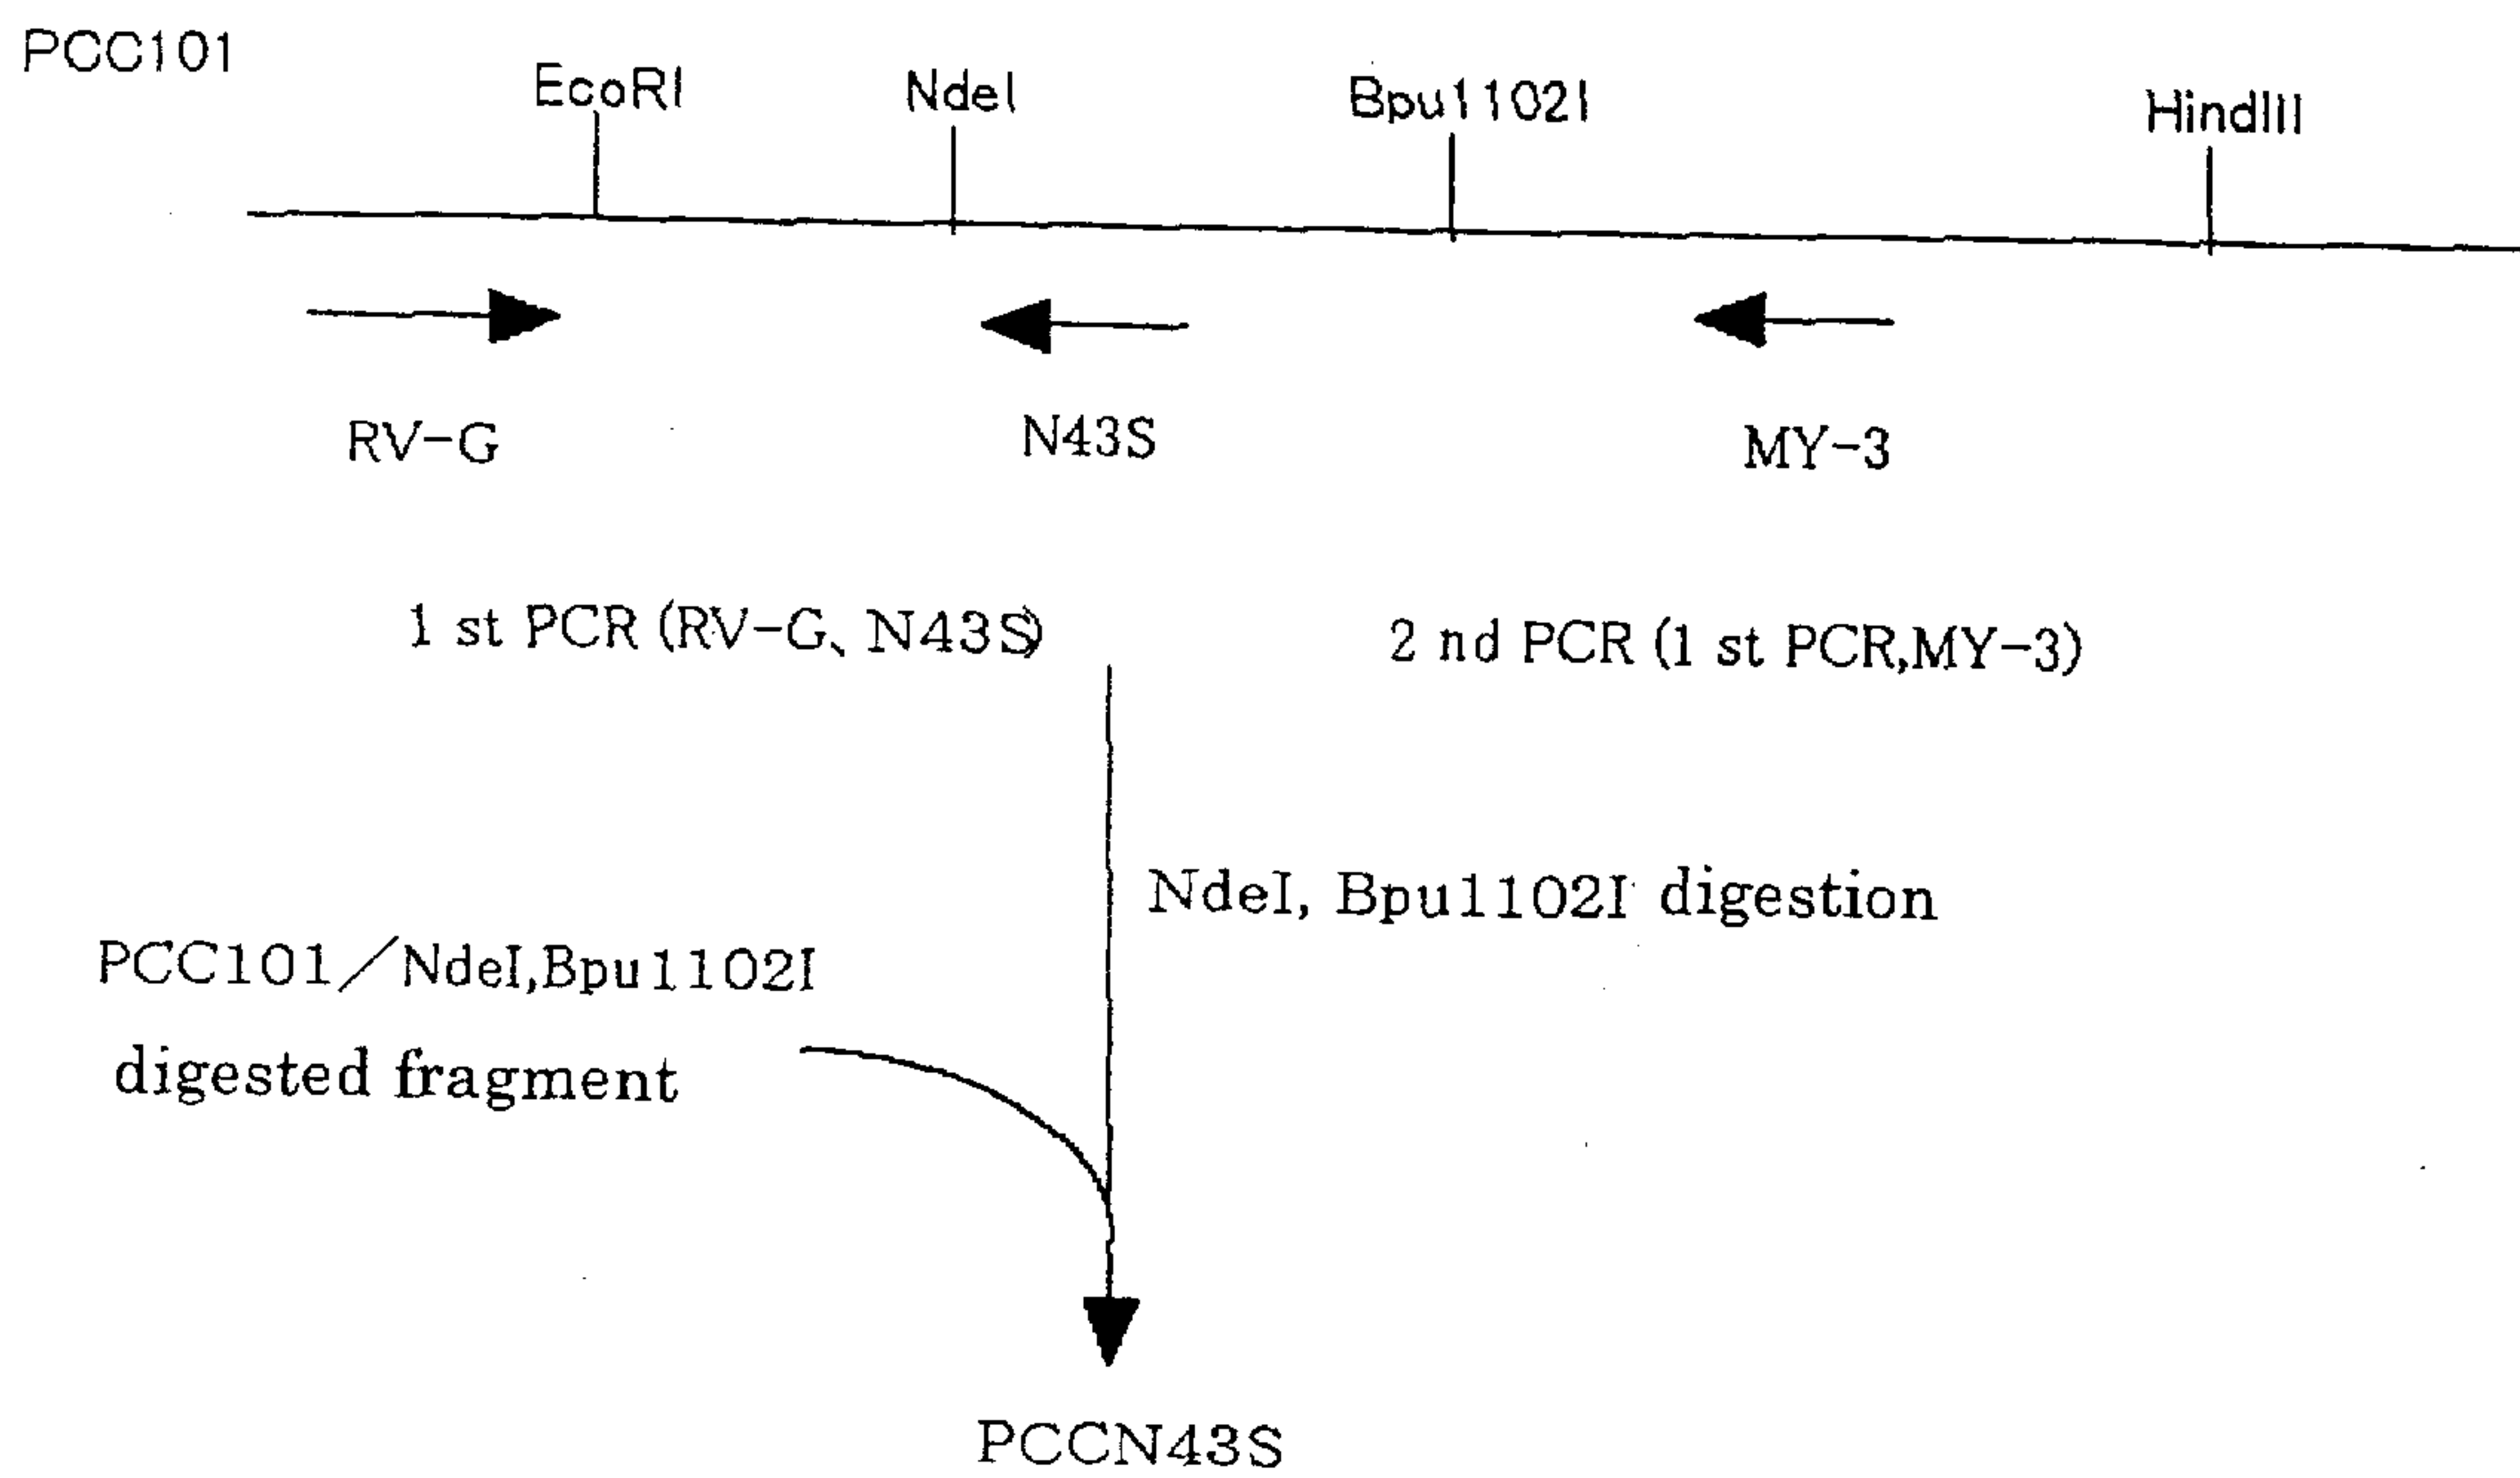 PCC101
EcoRI
NdeI
Bpu1102I
HindIII
RV-G
N43S
MY-3
1 st PCR (RV-G、N43S)
2 nd PCR (1 st PCR,MY-3)
NdeI, Bpu1102I digestion
PCC101/NdeI,Bpu1102I
digested fragment
PCCN43S